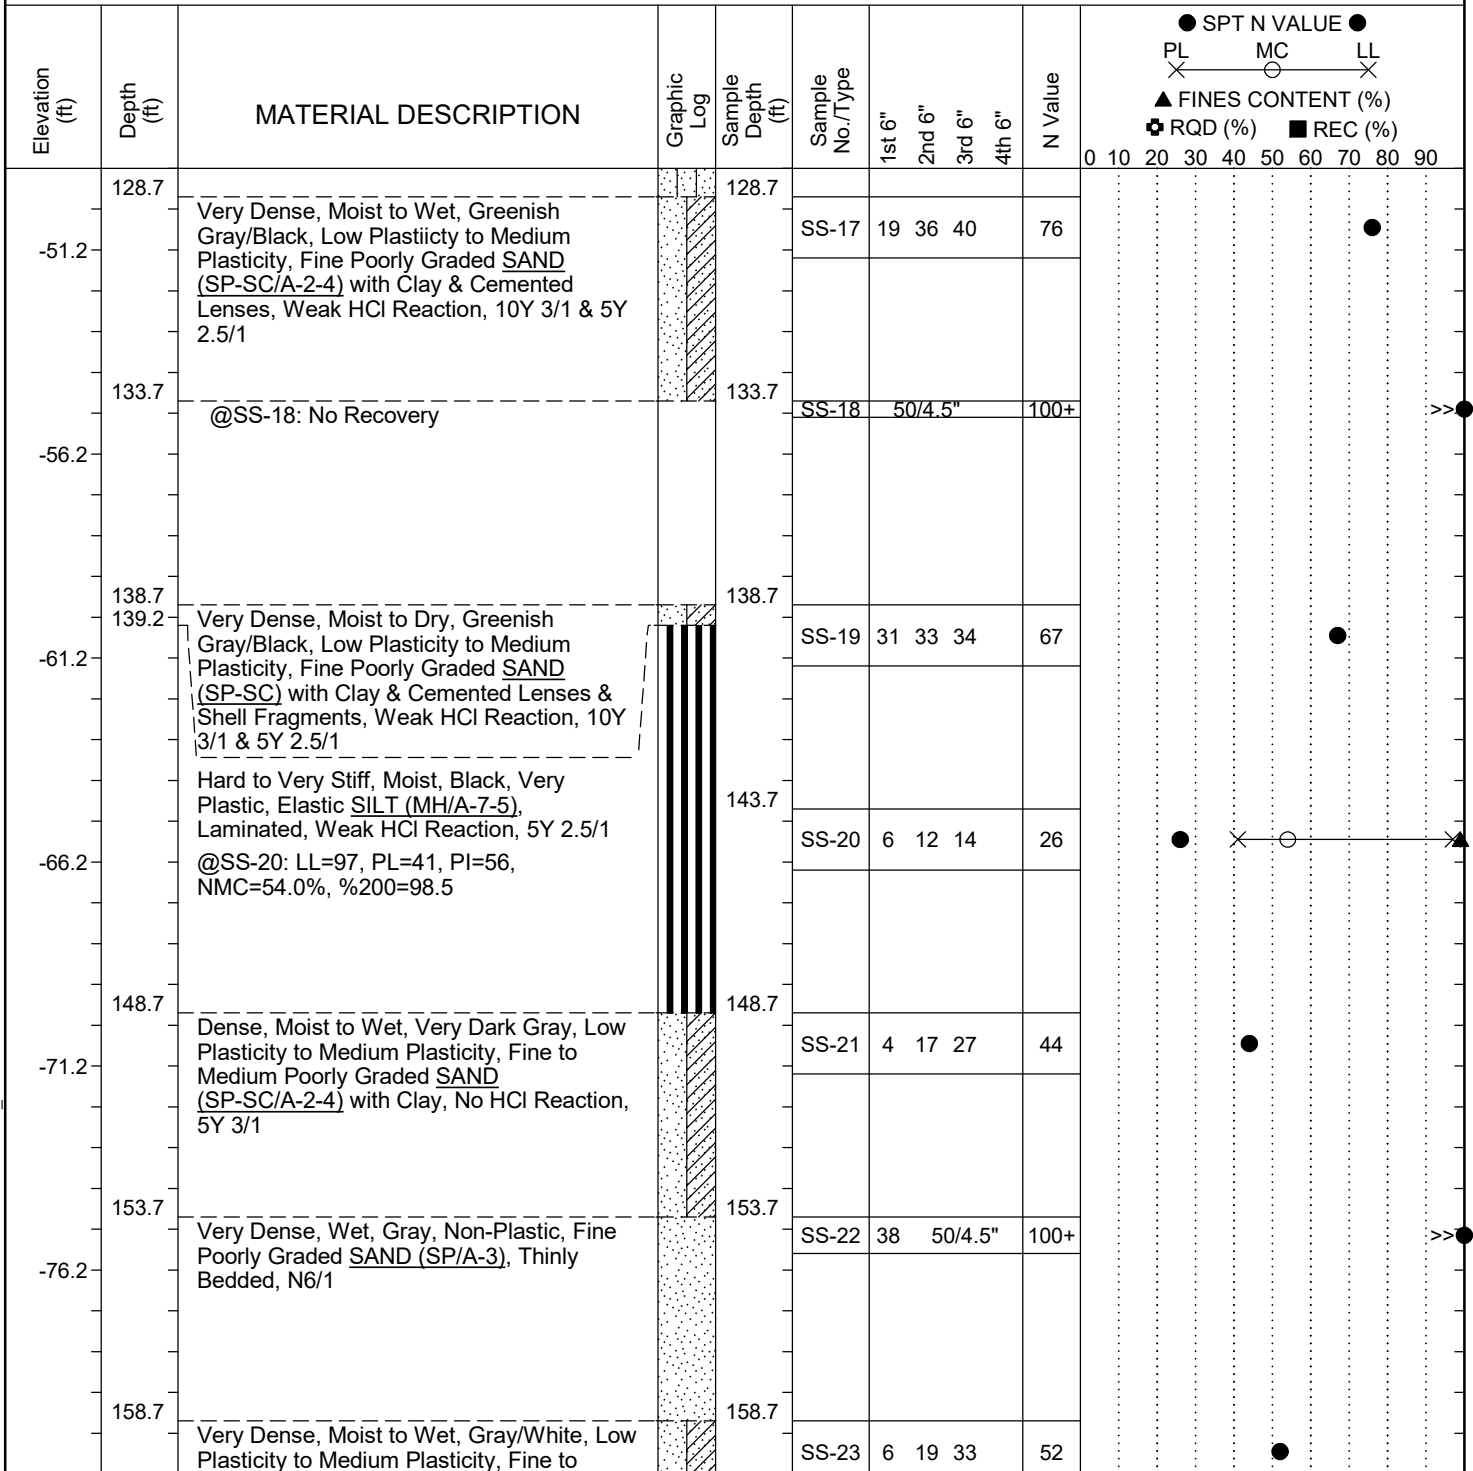 ● SPT N VALUE ●
PL MC LL
▲ FINES CONTENT (%)
RQD (%) ■ REC (%)
Elevation (ft)
Depth (ft)
MATERIAL DESCRIPTION
Graphic Log
Sample Depth (ft)
Sample No./Type
1st 6"
2nd 6"
3rd 6"
4th 6"
N Value
0 10 20 30 40 50 60 70 80 90
128.7 128.7
Very Dense, Moist to Wet, Greenish
Gray/Black, Low Plastiicty to Medium
SS-17 19 36 40 76
-51.2
Plasticity, Fine Poorly Graded SAND
(SP-SC/A-2-4) with Clay & Cemented
Lenses, Weak HCl Reaction, 10Y 3/1 & 5Y
2.5/1
133.7 133.7
@SS-18: No Recovery
SS-18 50/4.5" 100+ >>
-56.2
138.7 138.7
139.2
Very Dense, Moist to Dry, Greenish
Gray/Black, Low Plasticity to Medium
SS-19 31 33 34 67
-61.2
Plasticity, Fine Poorly Graded SAND
(SP-SC) with Clay & Cemented Lenses &
Shell Fragments, Weak HCl Reaction, 10Y
3/1 & 5Y 2.5/1
Hard to Very Stiff, Moist, Black, Very
Plastic, Elastic SILT (MH/A-7-5),
143.7
Laminated, Weak HCl Reaction, 5Y 2.5/1
SS-20 6 12 14 26
-66.2
@SS-20: LL=97, PL=41, PI=56,
NMC=54.0%, %200=98.5
148.7 148.7
Dense, Moist to Wet, Very Dark Gray, Low
Plasticity to Medium Plasticity, Fine to
SS-21 4 17 27 44
-71.2
Medium Poorly Graded SAND
(SP-SC/A-2-4) with Clay, No HCl Reaction,
5Y 3/1
153.7 153.7
Very Dense, Wet, Gray, Non-Plastic, Fine
SS-22 38 50/4.5" 100+ >>
Poorly Graded SAND (SP/A-3), Thinly
-76.2
Bedded, N6/1
158.7 158.7
Very Dense, Moist to Wet, Gray/White, Low
Plasticity to Medium Plasticity, Fine to
SS-23 6 19 33 52